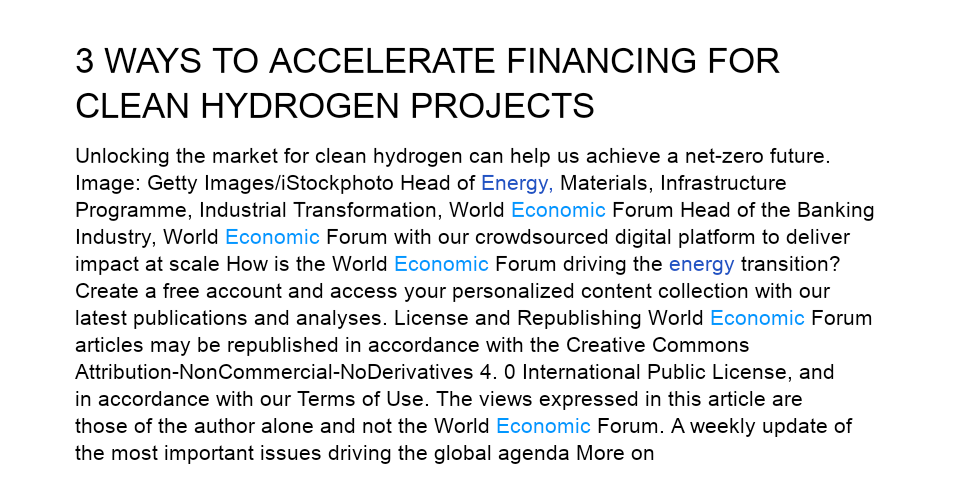 3 WAYS TO ACCELERATE FINANCING FOR
CLEAN HYDROGEN PROJECTS
Unlocking the market for clean hydrogen can help us achieve a net-zero future.
Image: Getty Images/iStockphoto Head of Energy, Materials, Infrastructure
Programme, Industrial Transformation, World Economic Forum Head of the Banking
Industry, World Economic Forum with our crowdsourced digital platform to deliver
impact at scale How is the World Economic Forum driving the energy transition?
Create a free account and access your personalized content collection with our
latest publications and analyses. License and Republishing World Economic Forum
articles may be republished in accordance with the Creative Commons
Attribution-NonCommercial-NoDerivatives 4. 0 International Public License, and
in accordance with our Terms of Use. The views expressed in this article are
those of the author alone and not the World Economic Forum. A weekly update of
the most important issues driving the global agenda More on